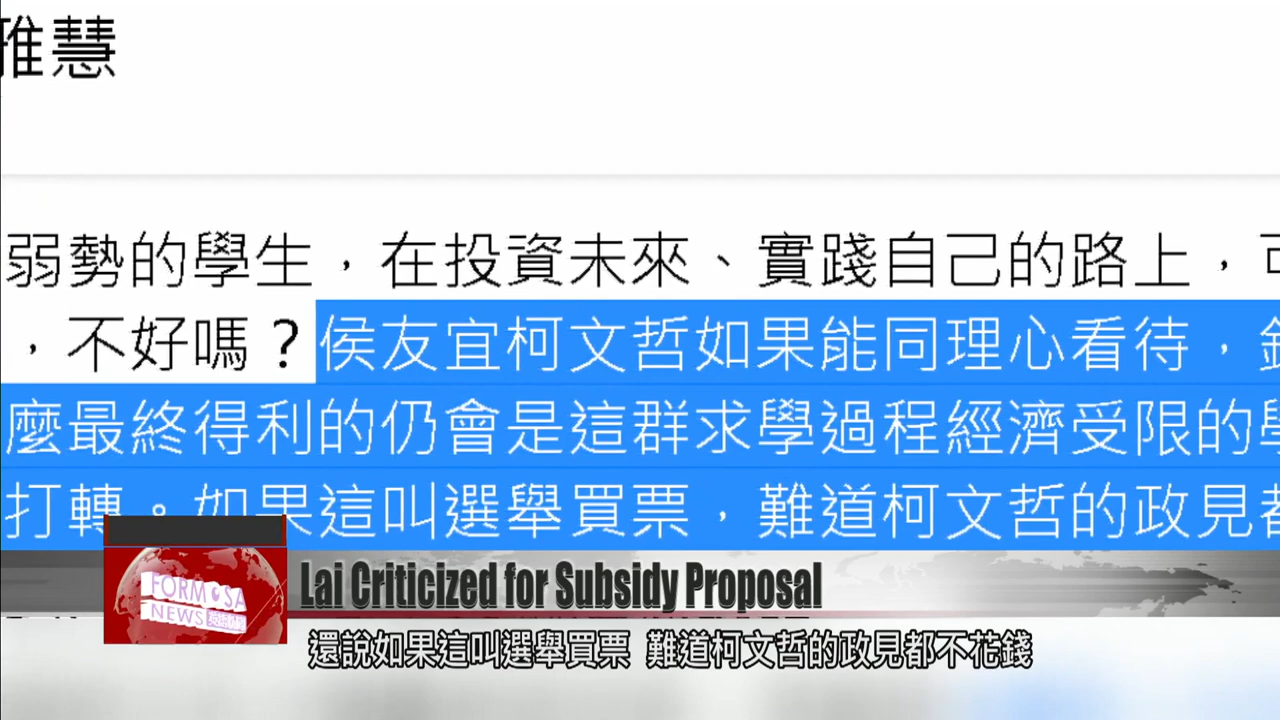 雅慧
弱勢的學生，在投資未來、實踐自己的路上，可
，不好嗎？侯友宜柯文哲如果能同理心看待，
麼最終得利的仍會是這群求學過程經濟受限的學
打轉。如果這叫選舉買票，難道柯文哲的政見都
FORMOSA
NEWS
Lai Criticized for Subsidy Proposal
還說如果這叫選舉買票 難道柯文哲的政見都不花錢